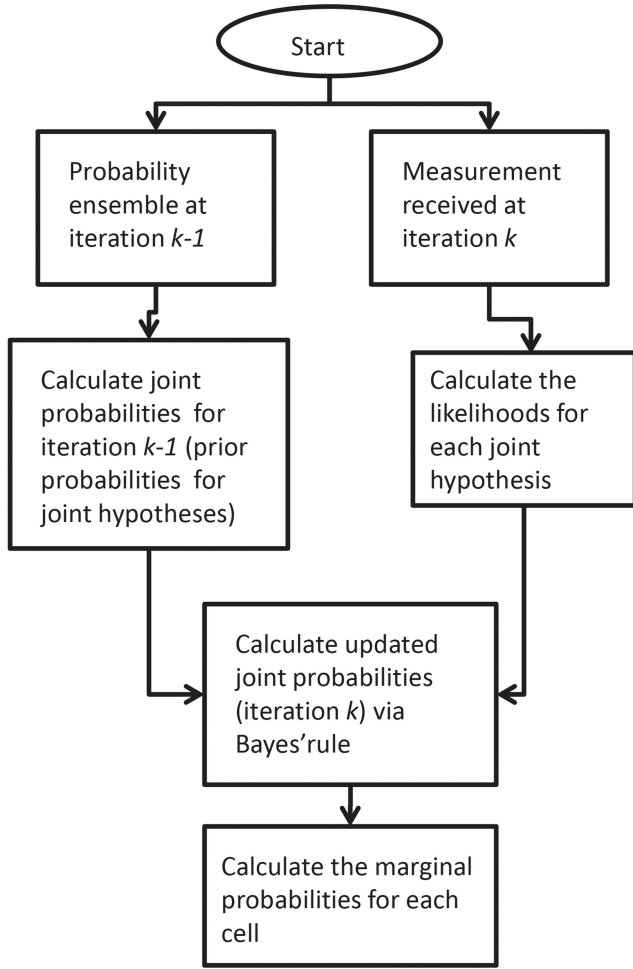 Start
Probability
ensemble at
iteration k-1
Measurement
received at
iteration k
Calculate joint
probabilities for
iteration k-1 (prior
probabilities for
joint hypotheses)
Calculate the
likelihoods for
each joint
hypothesis
Calculate updated
joint probabilities
(iteration k) via
Bayes’rule
Calculate the marginal
probabilities for each
cell